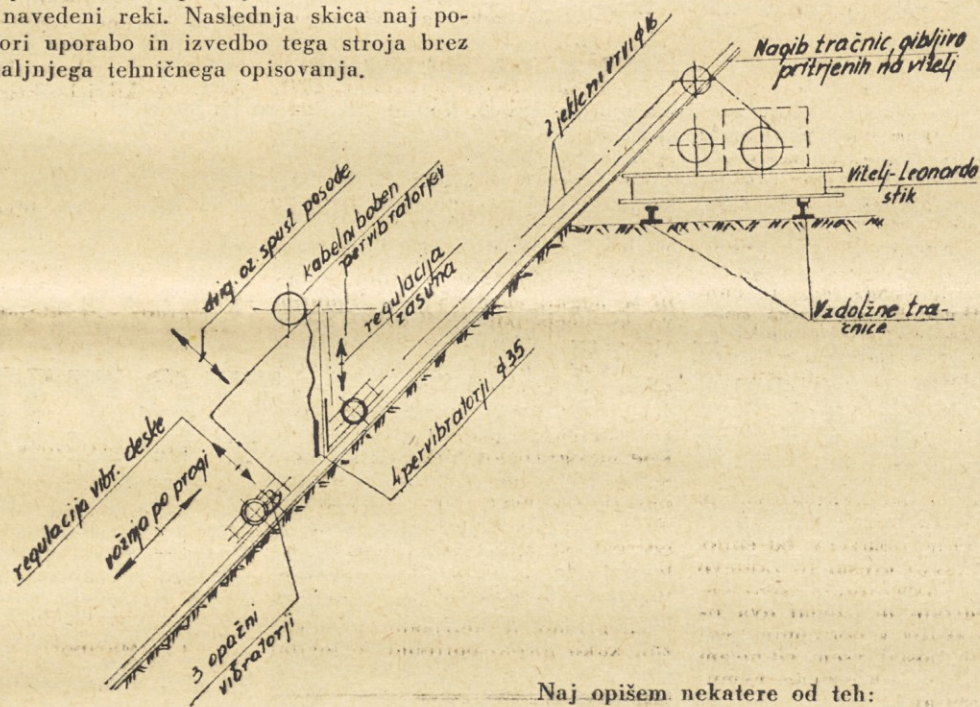 navedeni reki. Naslednja skica naj po-
ori uporabo in izvedbo tega stroja brez
aljnjega tehničnega opisovanja.
2 jekleni vrvi ϕ16
Nagib tračnic, gibljivo
pritrjenih na vitelj
Vitelj-Leonardo
stik
Vzdolžne tra-
čnice
dvig. oz. spust posode
kabelni boben
pervibratorjev
regulacija
zasuna
4 pervibratorji ϕ35
regulacija vibr. deske
vožnja po progi
3 opažni
vibratorji
Naj opišem nekatere od teh: